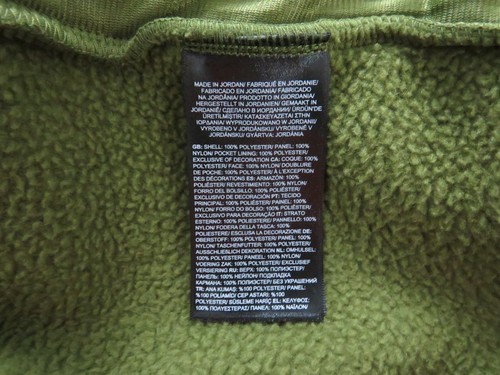 MADE IN JORDAN/ FABRIQUÉ EN JORDANIE/
FABRICADO EN JORDANIA/ FABRICADO
NA JORDÂNIA/ PRODOTTO IN GIORDANIA/
HERGESTELLT IN JORDANIEN/ GEMAAKT IN
JORDANIË/ СДЕЛАНО В ИОРДАНИИ/ ÜRDÜN'DE
ÜRETİLMİŞTİR/ ΚΑΤΑΣΚΕΥΑΖΕΤΑΙ ΣΤΗΝ
ΙΟΡΔΑΝΙΑ/ WYPRODUKOWANO W JORDANII/
VYROBENO V JORDÁNSKU/ VYROBENÉ V
JORDÁNSKU/ GYÁRTVA: JORDÁNIA
GB: SHELL: 100% POLYESTER/ PANEL: 100%
NYLON/ POCKET LINING: 100% POLYESTER/
EXCLUSIVE OF DECORATION CA: COQUE: 100%
POLYESTER/ FACE: 100% NYLON/ DOUBLURE
DE POCHE: 100% POLYESTER/ À L'EXCEPTION
DES DÉCORATIONS ES: ARMAZÓN: 100%
POLIÉSTER/ REVESTIMIENTO: 100% NYLON/
FORRO DEL BOLSILLO: 100% POLIÉSTER/
EXCLUSIVO DE DECORACIÓN PT: TECIDO
PRINCIPAL: 100% POLIÉSTER/ PAINEL: 100%
NYLON/ FORRO DO BOLSO: 100% POLIÉSTER/
EXCLUSIVO PARA DECORAÇÃO IT: STRATO
ESTERNO: 100% POLIESTERE/ PANNELLO: 100%
NYLON/ FODERA DELLA TASCA: 100%
POLIESTERE/ ESCLUSA LA DECORAZIONE DE:
OBERSTOFF: 100% POLYESTER/ PANEL: 100%
NYLON/ TASCHENFUTTER: 100% POLYESTER/
AUSSCHLIESSLICH DEKORATION NL: OMHULSEL:
100% POLYESTER/ PANEEL: 100% NYLON/
VOERING ZAK: 100% POLYESTER/ EXCLUSIEF
VERSIERING RU: ВЕРХ: 100% ПОЛИЭСТЕР/
ПАНЕЛЬ: 100% НЕЙЛОН/ ПОДКЛАДКА
КАРМАНА: 100% ПОЛИЭСТЕР/ БЕЗ УКРАШЕНИЙ
TR: ANA KUMAŞ: %100 POLYESTER/ PANEL:
%100 POLİAMİD/ CEP ASTARI: %100
POLYESTER/ SÜSLEME HARİÇ EL: ΚΕΛΥΦΟΣ:
100% ΠΟΛΥΕΣΤΕΡΑΣ/ ΠΑΝΕΛ: 100% ΝΑΪΛΟΝ/